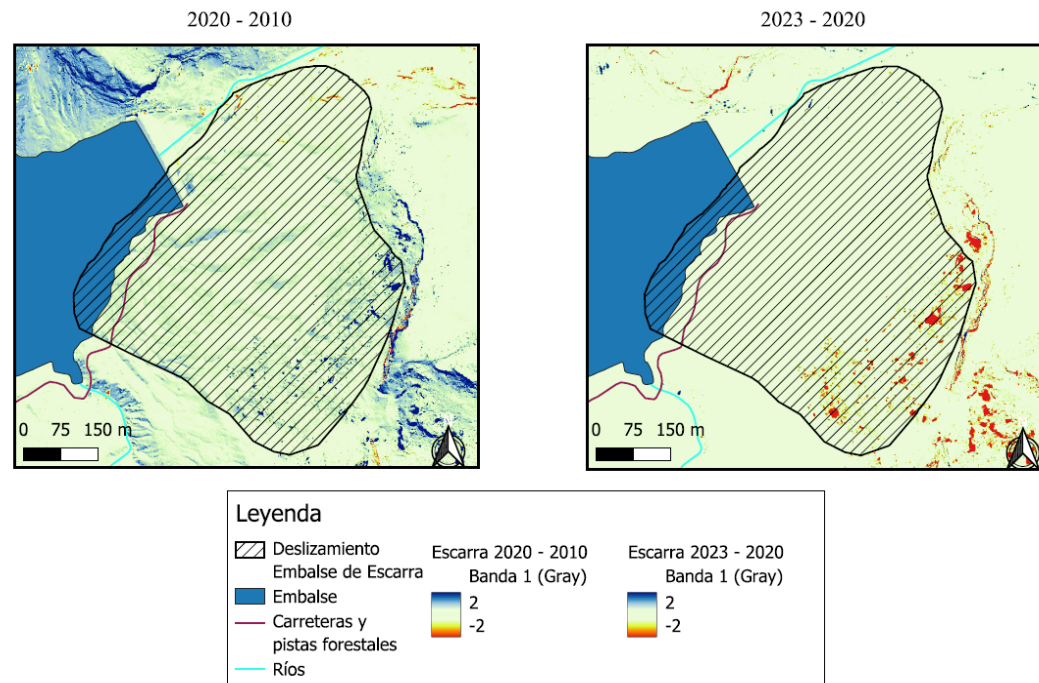 2020 - 2010
2023 - 2020
0 75 150 m
0 75 150 m
Leyenda
Deslizamiento
Embalse de Escarra
Embalse
Carreteras y
pistas forestales
Ríos
Escarra 2020 - 2010
Banda 1 (Gray)
2
-2
Escarra 2023 - 2020
Banda 1 (Gray)
2
-2